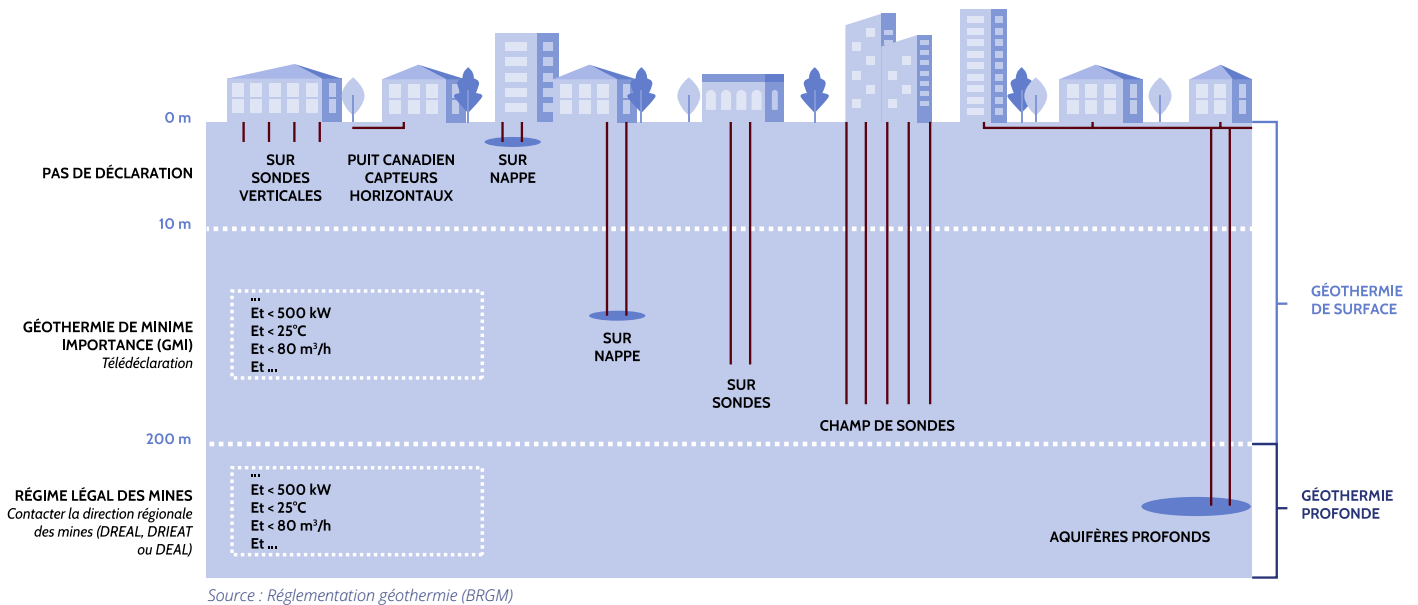 0 m
PAS DE DÉCLARATION
SUR
SONDES
VERTICALES
PUIT CANADIEN
CAPTEURS
HORIZONTAUX
SUR
NAPPE
10 m
GÉOTHERMIE DE MINIME
IMPORTANCE (GMI)
Télédéclaration
...
Et < 500 kW
Et < 25°C
Et < 80 m³/h
Et ...
SUR
NAPPE
SUR
SONDES
CHAMP DE SONDES
GÉOTHERMIE
DE SURFACE
200 m
RÉGIME LÉGAL DES MINES
Contacter la direction régionale
des mines (DREAL, DRIEAT
ou DEAL)
...
Et < 500 kW
Et < 25°C
Et < 80 m³/h
Et ...
AQUIFÈRES PROFONDS
GÉOTHERMIE
PROFONDE
Source : Réglementation géothermie (BRGM)